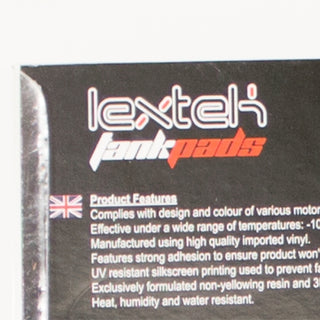 lextek
tankpads
Product Features
Complies with design and colour of various motor
Effective under a wide range of temperatures: -10
Manufactured using high quality imported vinyl.
Features strong adhesion to ensure product won'
UV resistant silkscreen printing used to prevent fa
Exclusively formulated non-yellowing resin and 3
Heat, humidity and water resistant.